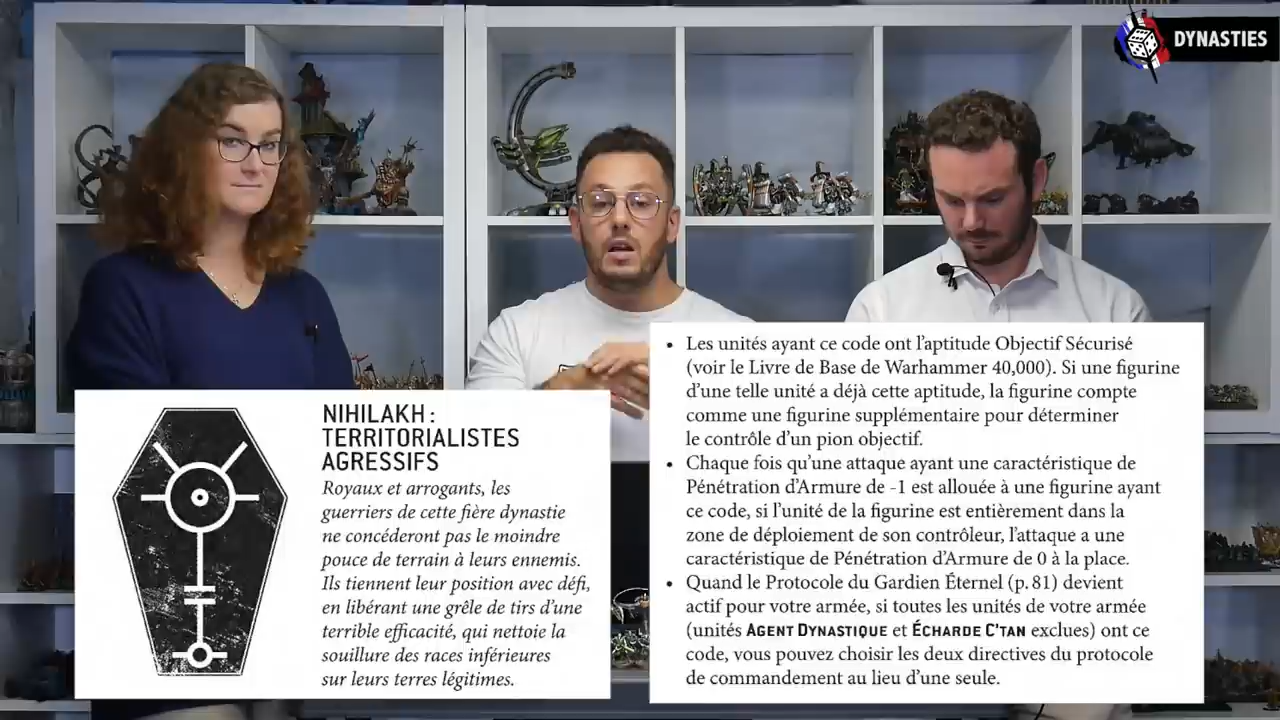 DYNASTIES
NIHILAKH :
TERRITORIALISTES
AGRESSIFS
Royaux et arrogants, les
guerriers de cette fière dynastie
ne concéderont pas le moindre
pouce de terrain à leurs ennemis.
Ils tiennent leur position avec défi,
en libérant une grêle de tirs d'une
terrible efficacité, qui nettoie la
souillure des races inférieures
sur leurs terres légitimes.
• Les unités ayant ce code ont l'aptitude Objectif Sécurisé
(voir le Livre de Base de Warhammer 40,000). Si une figurine
d'une telle unité a déjà cette aptitude, la figurine compte
comme une figurine supplémentaire pour déterminer
le contrôle d'un pion objectif.
• Chaque fois qu'une attaque ayant une caractéristique de
Pénétration d'Armure de -1 est allouée à une figurine ayant
ce code, si l'unité de la figurine est entièrement dans la
zone de déploiement de son contrôleur, l'attaque a une
caractéristique de Pénétration d'Armure de 0 à la place.
• Quand le Protocole du Gardien Éternel (p. 81) devient
actif pour votre armée, si toutes les unités de votre armée
(unités AGENT DYNASTIQUE et ÉCHARDE C'TAN exclues) ont ce
code, vous pouvez choisir les deux directives du protocole
de commandement au lieu d'une seule.